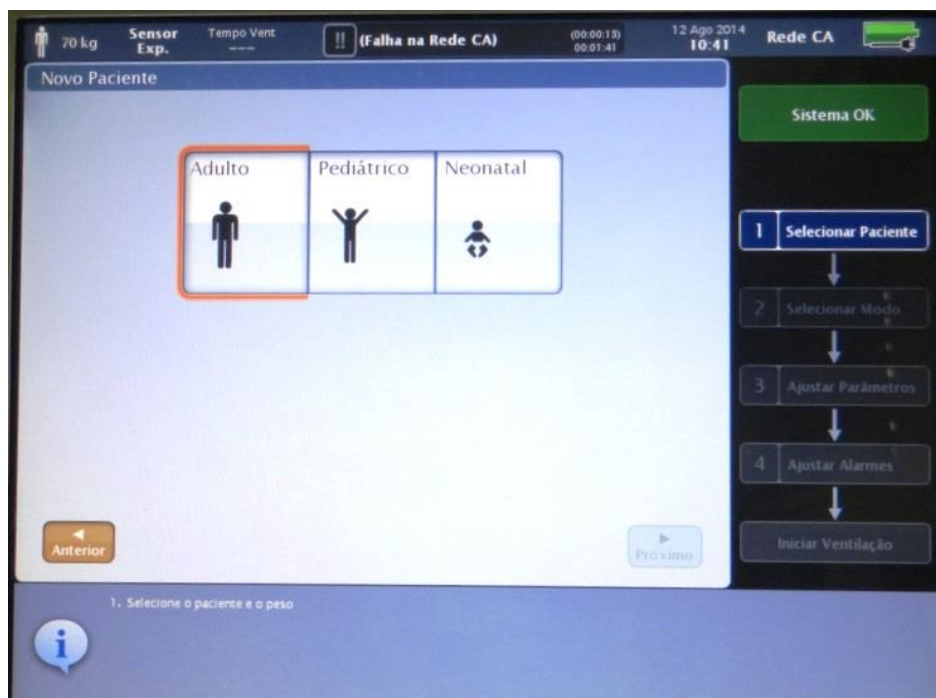 70 kg
Sensor Exp.
Tempo Vent
---
!! (Falha na Rede CA)
(00:00:13)
00:01:41
12 Ago 2014
10:41
Rede CA
Novo Paciente
Adulto
Pediátrico
Neonatal
Anterior
Próximo
Sistema OK
1 Selecionar Paciente
2 Selecionar Modo
3 Ajustar Parâmetros
4 Ajustar Alarmes
Iniciar Ventilação
1. Selecione o paciente e o peso
i